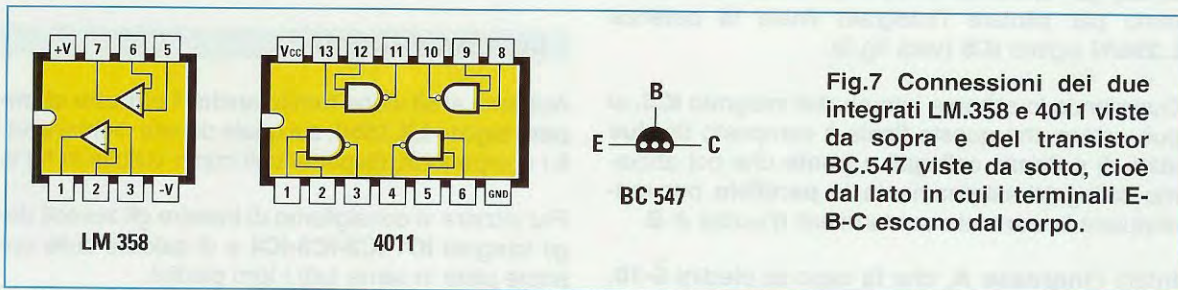 +V 7 6 5
1 2 3 -V
LM 358
Vcc 13 12 11 10 9 8
1 2 3 4 5 6 GND
4011
B
E C
BC 547
Fig.7 Connessioni dei due
integrati LM.358 e 4011 viste
da sopra e del transistor
BC.547 viste da sotto, cioè
dal lato in cui i terminali E-
B-C escono dal corpo.